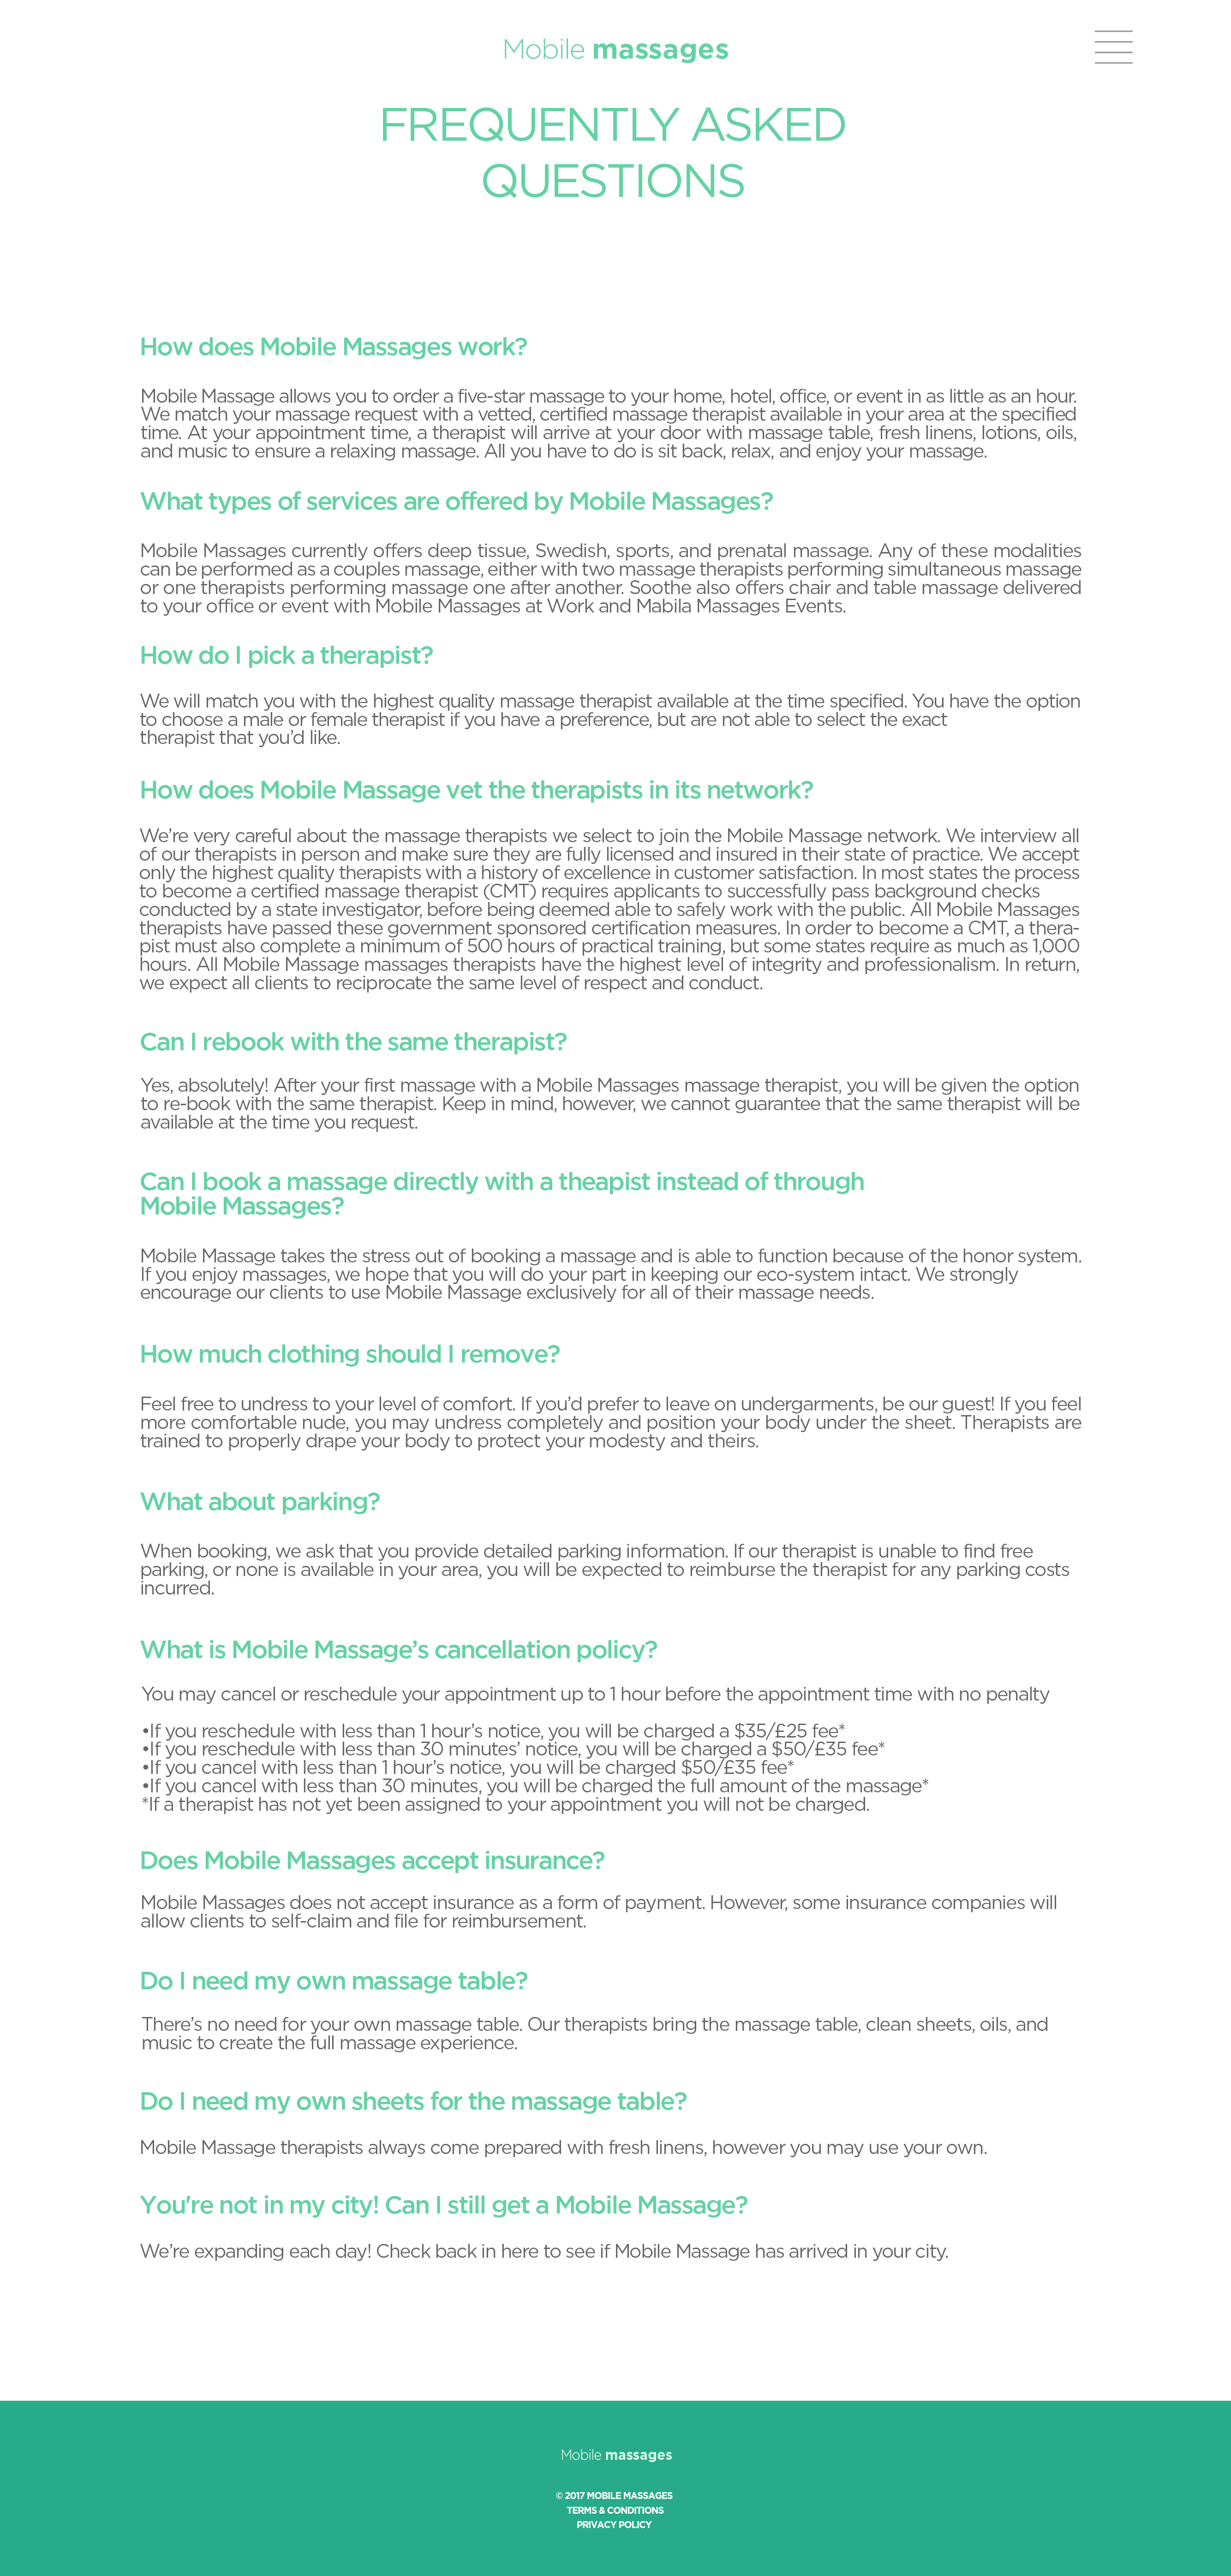 Mobile massages
FREQUENTLY ASKED
QUESTIONS
How does Mobile Massages work?
Mobile Massage allows you to order a five-star massage to your home, hotel, office, or event in as little as an hour.
We match your massage request with a vetted, certified massage therapist available in your area at the specified
time. At your appointment time, a therapist will arrive at your door with massage table, fresh linens, lotions, oils,
and music to ensure a relaxing massage. All you have to do is sit back, relax, and enjoy your massage.
What types of services are offered by Mobile Massages?
Mobile Massages currently offers deep tissue, Swedish, sports, and prenatal massage. Any of these modalities
can be performed as a couples massage, either with two massage therapists performing simultaneous massage
or one therapists performing massage one after another. Soothe also offers chair and table massage delivered
to your office or event with Mobile Massages at Work and Mabila Massages Events.
How do I pick a therapist?
We will match you with the highest quality massage therapist available at the time specified. You have the option
to choose a male or female therapist if you have a preference, but are not able to select the exact
therapist that you’d like.
How does Mobile Massage vet the therapists in its network?
We’re very careful about the massage therapists we select to join the Mobile Massage network. We interview all
of our therapists in person and make sure they are fully licensed and insured in their state of practice. We accept
only the highest quality therapists with a history of excellence in customer satisfaction. In most states the process
to become a certified massage therapist (CMT) requires applicants to successfully pass background checks
conducted by a state investigator, before being deemed able to safely work with the public. All Mobile Massages
therapists have passed these government sponsored certification measures. In order to become a CMT, a thera-
pist must also complete a minimum of 500 hours of practical training, but some states require as much as 1,000
hours. All Mobile Massage massages therapists have the highest level of integrity and professionalism. In return,
we expect all clients to reciprocate the same level of respect and conduct.
Can I rebook with the same therapist?
Yes, absolutely! After your first massage with a Mobile Massages massage therapist, you will be given the option
to re-book with the same therapist. Keep in mind, however, we cannot guarantee that the same therapist will be
available at the time you request.
Can I book a massage directly with a theapist instead of through
Mobile Massages?
Mobile Massage takes the stress out of booking a massage and is able to function because of the honor system.
If you enjoy massages, we hope that you will do your part in keeping our eco-system intact. We strongly
encourage our clients to use Mobile Massage exclusively for all of their massage needs.
How much clothing should I remove?
Feel free to undress to your level of comfort. If you’d prefer to leave on undergarments, be our guest! If you feel
more comfortable nude, you may undress completely and position your body under the sheet. Therapists are
trained to properly drape your body to protect your modesty and theirs.
What about parking?
When booking, we ask that you provide detailed parking information. If our therapist is unable to find free
parking, or none is available in your area, you will be expected to reimburse the therapist for any parking costs
incurred.
What is Mobile Massage’s cancellation policy?
You may cancel or reschedule your appointment up to 1 hour before the appointment time with no penalty
•If you reschedule with less than 1 hour’s notice, you will be charged a $35/£25 fee*
•If you reschedule with less than 30 minutes’ notice, you will be charged a $50/£35 fee*
•If you cancel with less than 1 hour’s notice, you will be charged $50/£35 fee*
•If you cancel with less than 30 minutes, you will be charged the full amount of the massage*
*If a therapist has not yet been assigned to your appointment you will not be charged.
Does Mobile Massages accept insurance?
Mobile Massages does not accept insurance as a form of payment. However, some insurance companies will
allow clients to self-claim and file for reimbursement.
Do I need my own massage table?
There’s no need for your own massage table. Our therapists bring the massage table, clean sheets, oils, and
music to create the full massage experience.
Do I need my own sheets for the massage table?
Mobile Massage therapists always come prepared with fresh linens, however you may use your own.
You're not in my city! Can I still get a Mobile Massage?
We’re expanding each day! Check back in here to see if Mobile Massage has arrived in your city.
Mobile massages
© 2017 MOBILE MASSAGES
TERMS & CONDITIONS
PRIVACY POLICY